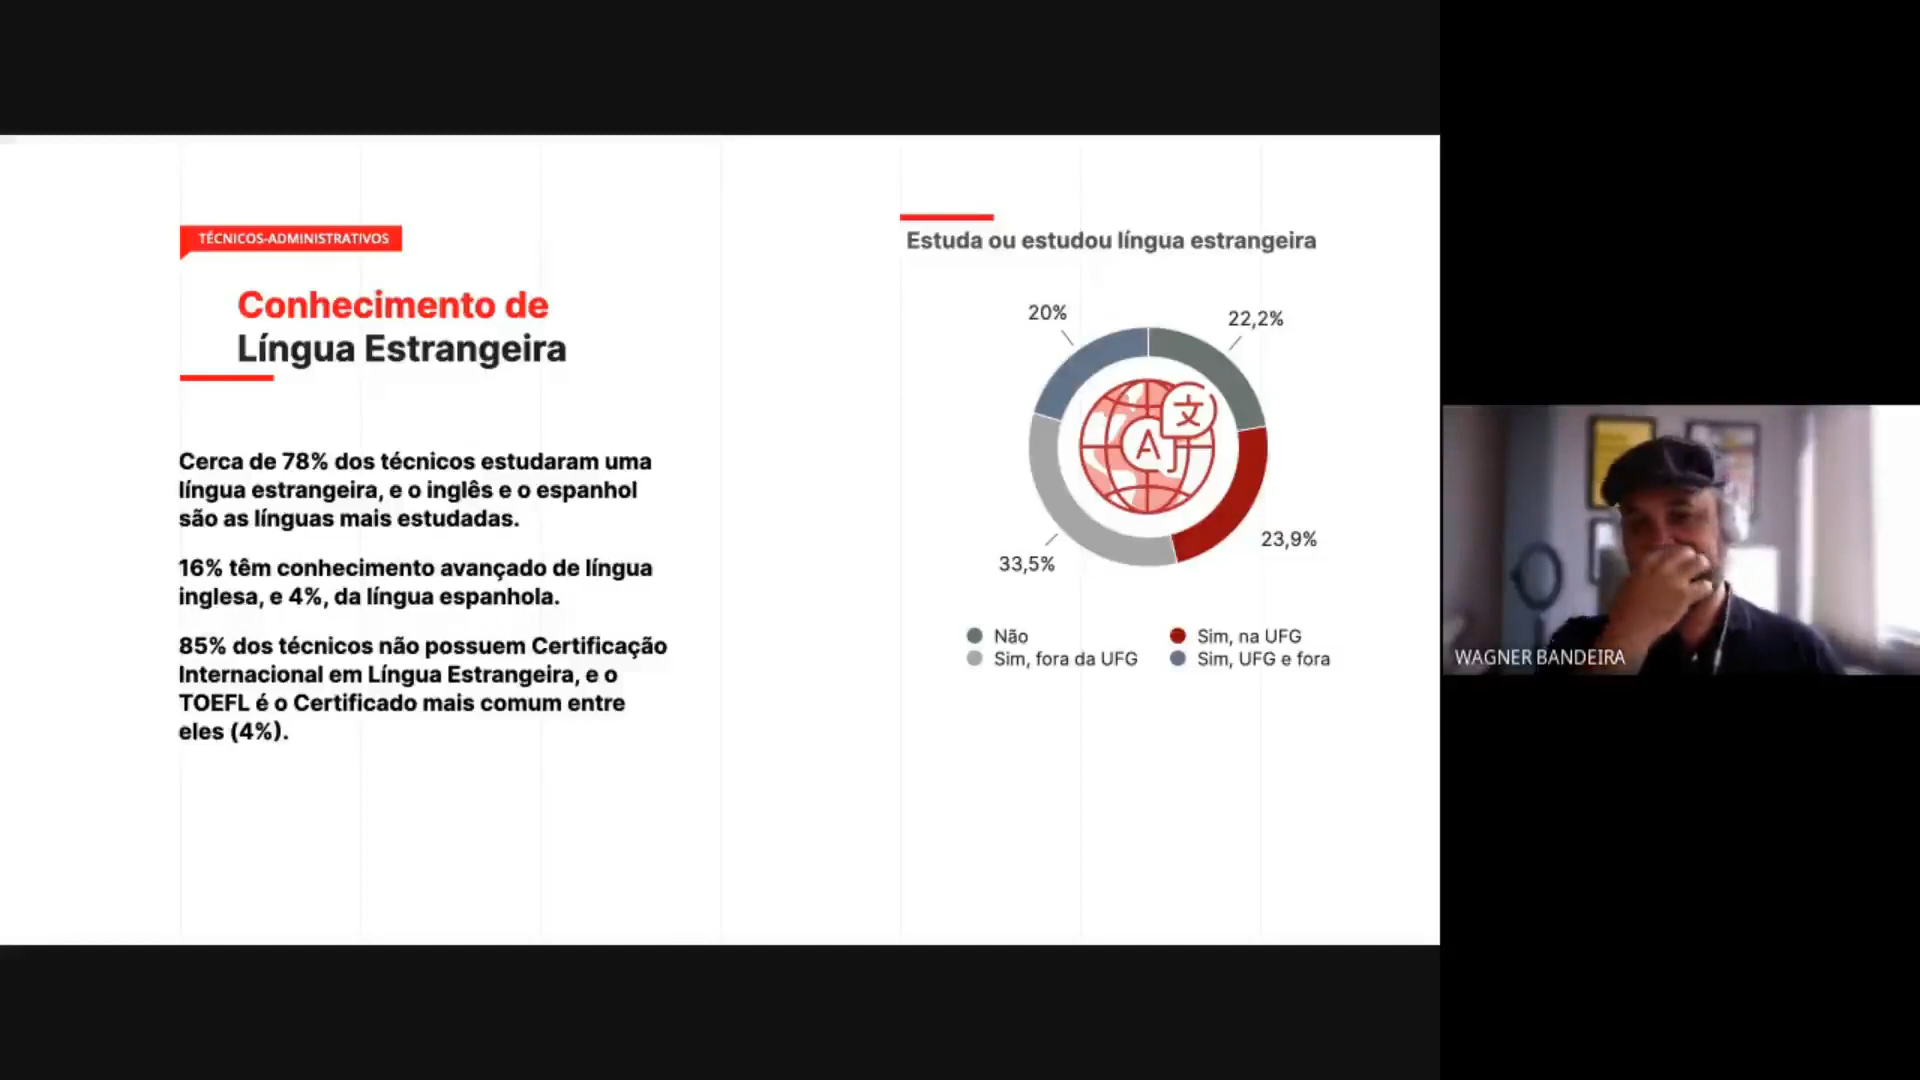 TÉCNICOS-ADMINISTRATIVOS
Conhecimento de
Língua Estrangeira
Cerca de 78% dos técnicos estudaram uma
língua estrangeira, e o inglês e o espanhol
são as línguas mais estudadas.
16% têm conhecimento avançado de língua
inglesa, e 4%, da língua espanhola.
85% dos técnicos não possuem Certificação
Internacional em Língua Estrangeira, e o
TOEFL é o Certificado mais comum entre
eles (4%).
Estuda ou estudou língua estrangeira
20%
22,2%
文
A
33,5%
23,9%
Não
Sim, na UFG
Sim, fora da UFG
Sim, UFG e fora
WAGNER BANDEIRA